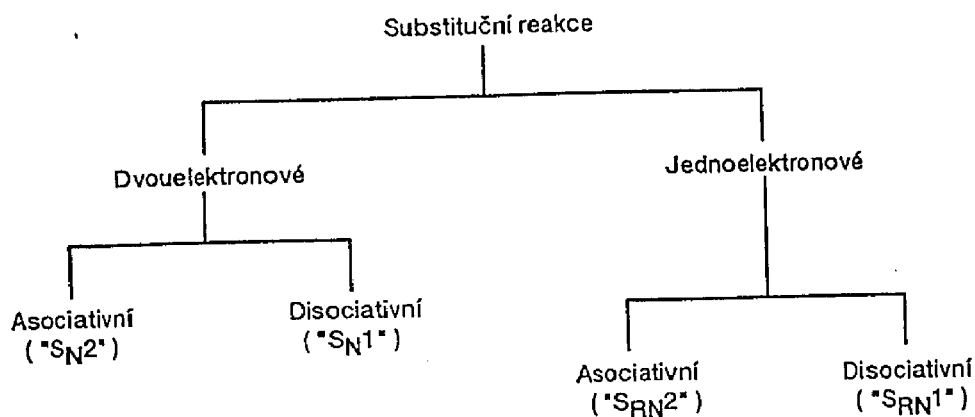 Substituční reakce
Dvouelektronové
Jednoelektronové
Asociativní
("SN2")
Disociativní
("SN1")
Asociativní
("SRN2")
Disociativní
("SRN1")